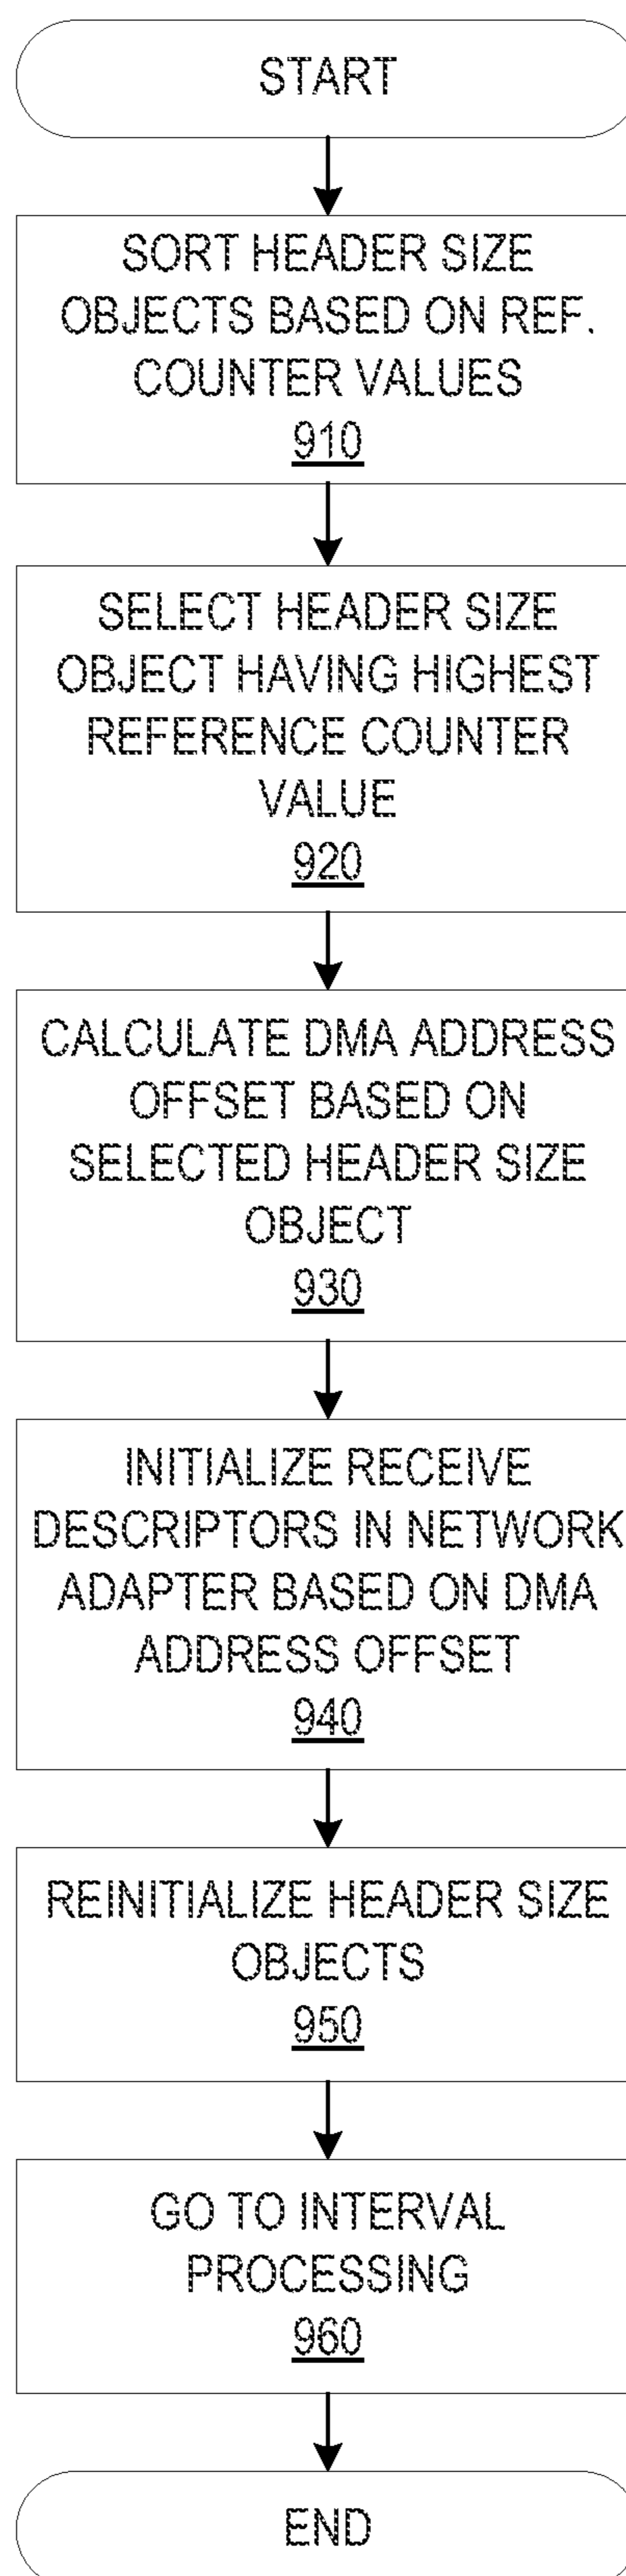 START
SORT HEADER SIZE
OBJECTS BASED ON REF.
COUNTER VALUES
910
SELECT HEADER SIZE
OBJECT HAVING HIGHEST
REFERENCE COUNTER
VALUE
920
CALCULATE DMA ADDRESS
OFFSET BASED ON
SELECTED HEADER SIZE
OBJECT
930
INITIALIZE RECEIVE
DESCRIPTORS IN NETWORK
ADAPTER BASED ON DMA
ADDRESS OFFSET
940
REINITIALIZE HEADER SIZE
OBJECTS
950
GO TO INTERVAL
PROCESSING
960
END